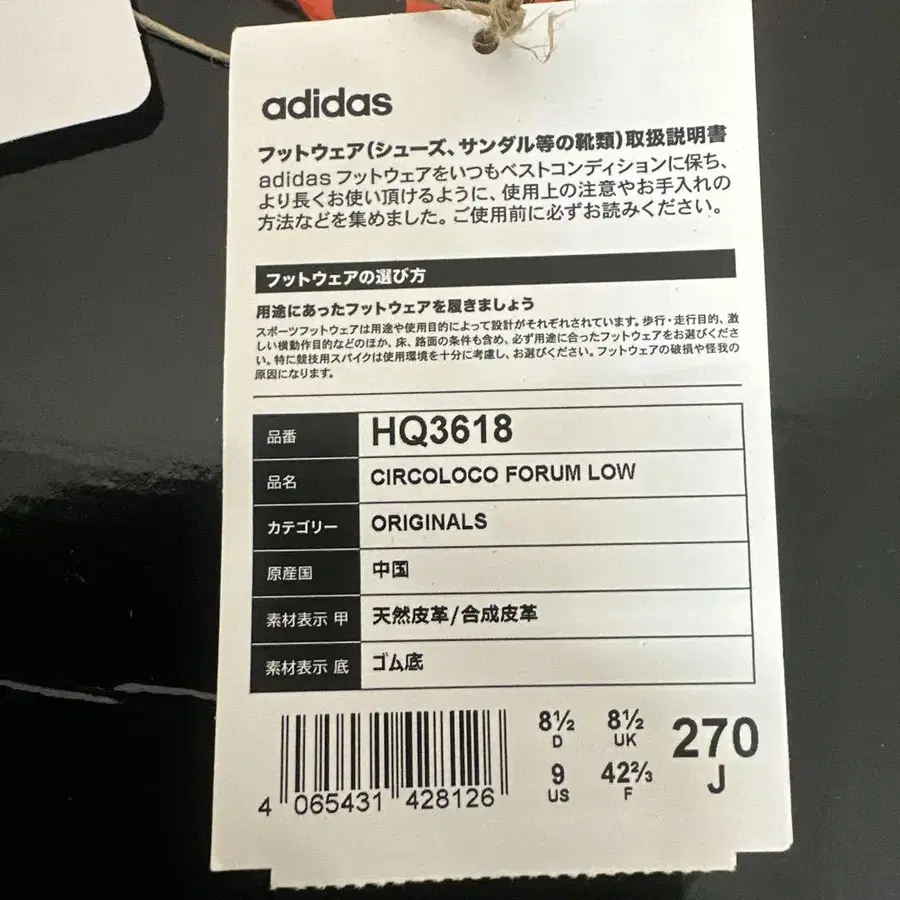 adidas
フットウェア(シューズ、サンダル等の靴類)取扱説明書
adidas フットウェアをいつもベストコンディションに保ち、
より長くお使い頂けるように、使用上の注意やお手入れの
方法などを集めました。ご使用前に必ずお読みください。
フットウェアの選び方
用途にあったフットウェアを履きましょう
スポーツフットウェアは用途や使用目的によって設計がそれぞれされています。歩行・走行目的、激
しい横動作目的などのほか、床、路面の条件も含め、必ず用途に合ったフットウェアをお選びくださ
い。特に競技用スパイクは使用環境を十分に考慮し、お選びください。フットウェアの破損や怪我の
原因になります。
品番 HQ3618
品名 CIRCOLOCO FORUM LOW
カテゴリー ORIGINALS
原産国 中国
素材表示 甲 天然皮革/合成皮革
素材表示 底 ゴム底
8½ 8½ 270
D UK J
9 42⅔
US F
4 065431 428126